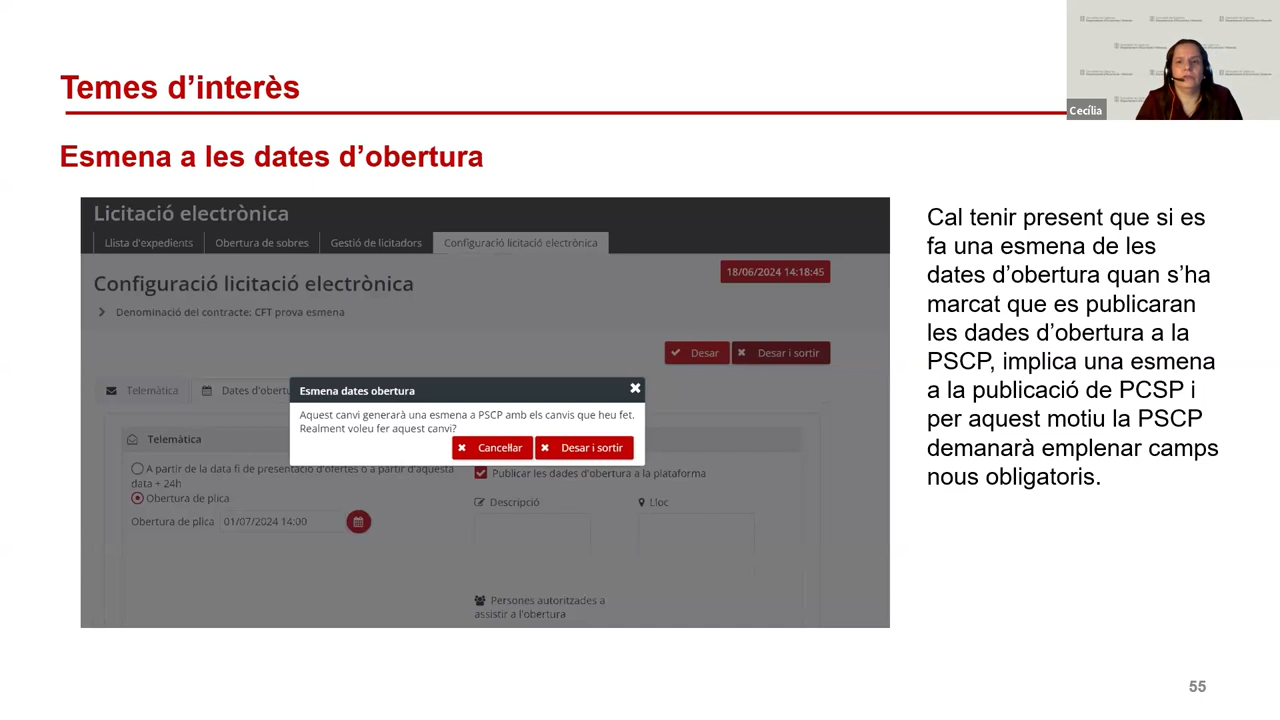 Temes d’interès
Cecília
Esmena a les dates d’obertura
Licitació electrònica
Llista d'expedients
Obertura de sobres
Gestió de licitadors
Configuració licitació electrònica
18/06/2024 14:18:45
Configuració licitació electrònica
Denominació del contracte: CFT prova esmena
Desar
Desar i sortir
Telemàtica
Dates d'obertu
Esmena dates obertura
Aquest canvi generarà una esmena a PSCP amb els canvis que heu fet.
Realment voleu fer aquest canvi?
Cancel·lar
Desar i sortir
Telemàtica
A partir de la data fi de presentació d'ofertes o a partir d'aquesta
data + 24h
Obertura de plica
Obertura de plica 01/07/2024 14:00
Publicar les dades d'obertura a la plataforma
Descripció
Lloc
Persones autoritzades a
assistir a l'obertura
Cal tenir present que si es
fa una esmena de les
dates d’obertura quan s’ha
marcat que es publicaran
les dades d’obertura a la
PSCP, implica una esmena
a la publicació de PCSP i
per aquest motiu la PSCP
demanarà emplenar camps
nous obligatoris.
55